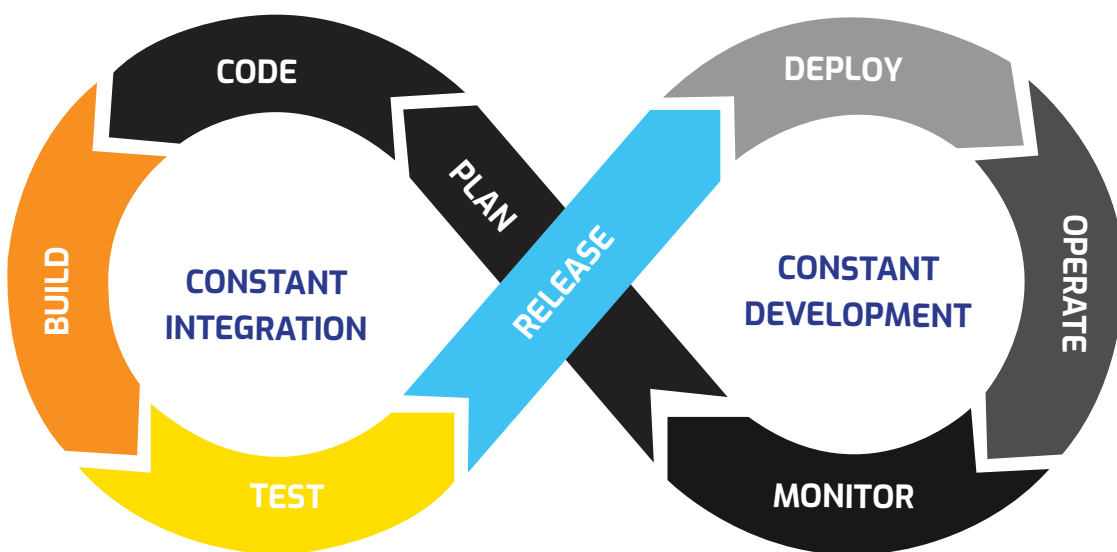 CODE
DEPLOY
PLAN
BUILD
CONSTANT
INTEGRATION
RELEASE
CONSTANT
DEVELOPMENT
OPERATE
TEST
MONITOR